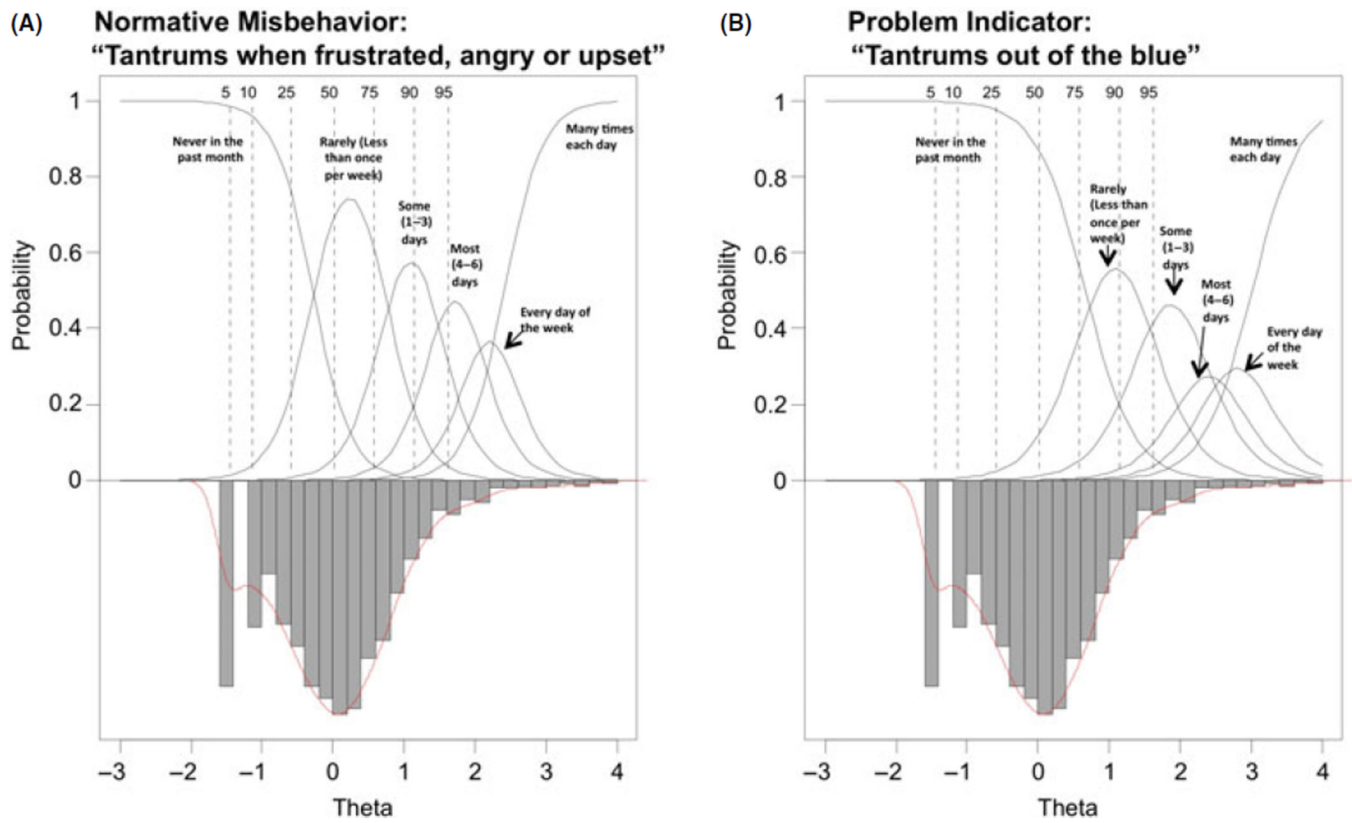 (A) Normative Misbehavior:
“Tantrums when frustrated, angry or upset”
5 10 25 50 75 90 95
Never in the
past month
Rarely (Less
than once
per week)
Some
(1–3)
days
Most
(4–6)
days
Every day of
the week
Many times
each day
Probability
1
0.8
0.6
0.4
0.2
0
–3 –2 –1 0 1 2 3 4
Theta
(B) Problem Indicator:
“Tantrums out of the blue”
5 10 25 50 75 90 95
Never in the
past month
Rarely
(Less than
once per
week)
Some
(1–3)
days
Most
(4–6)
days
Every day
of the
week
Many times
each day
Probability
1
0.8
0.6
0.4
0.2
0
–3 –2 –1 0 1 2 3 4
Theta